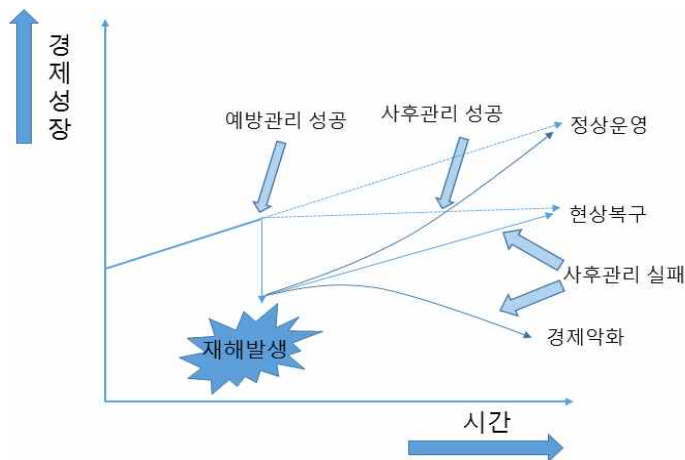 경제성장
예방관리 성공
사후관리 성공
정상운영
현상복구
사후관리 실패
재해발생
경제악화
시간